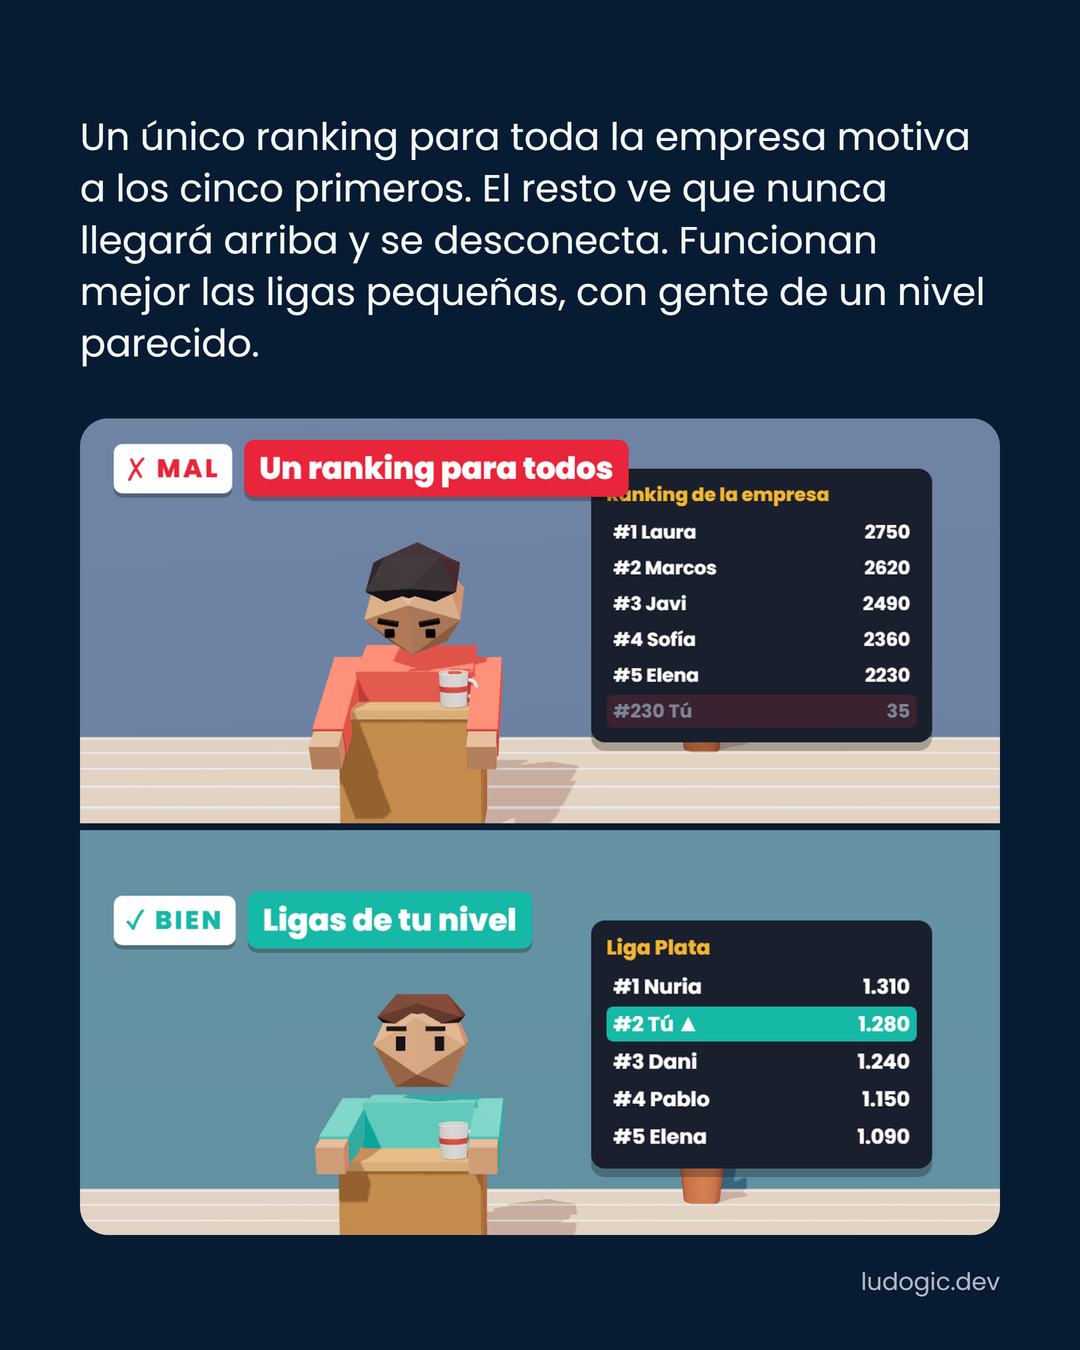 Un único ranking para toda la empresa motiva
a los cinco primeros. El resto ve que nunca
llegará arriba y se desconecta. Funcionan
mejor las ligas pequeñas, con gente de un nivel
parecido.
✗ MAL
Un ranking para todos
Ranking de la empresa
#1 Laura 2750
#2 Marcos 2620
#3 Javi 2490
#4 Sofía 2360
#5 Elena 2230
#230 Tú 35
✓ BIEN
Ligas de tu nivel
Liga Plata
#1 Nuria 1.310
#2 Tú ▲ 1.280
#3 Dani 1.240
#4 Pablo 1.150
#5 Elena 1.090
ludogic.dev